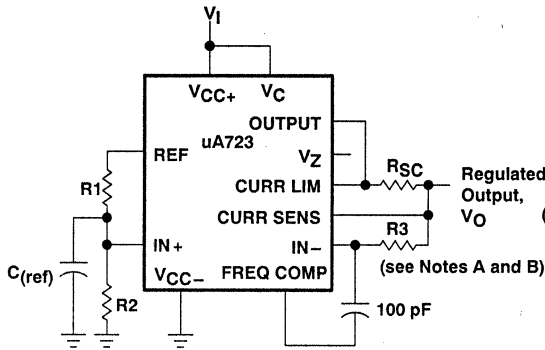 VI
VCC+ VC
OUTPUT
uA723
REF
VZ
RSC
Regulated
Output,
VO (
R1
CURR LIM
CURR SENS
R3
IN+
IN−
(see Notes A and B)
C(ref)
VCC−
FREQ COMP
R2
100 pF